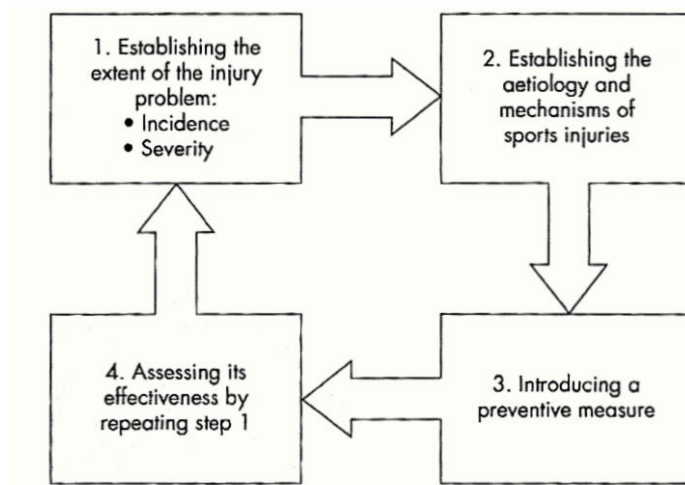 1. Establishing the
extent of the injury
problem:
• Incidence
• Severity
2. Establishing the
aetiology and
mechanisms of
sports injuries
3. Introducing a
preventive measure
4. Assessing its
effectiveness by
repeating step 1